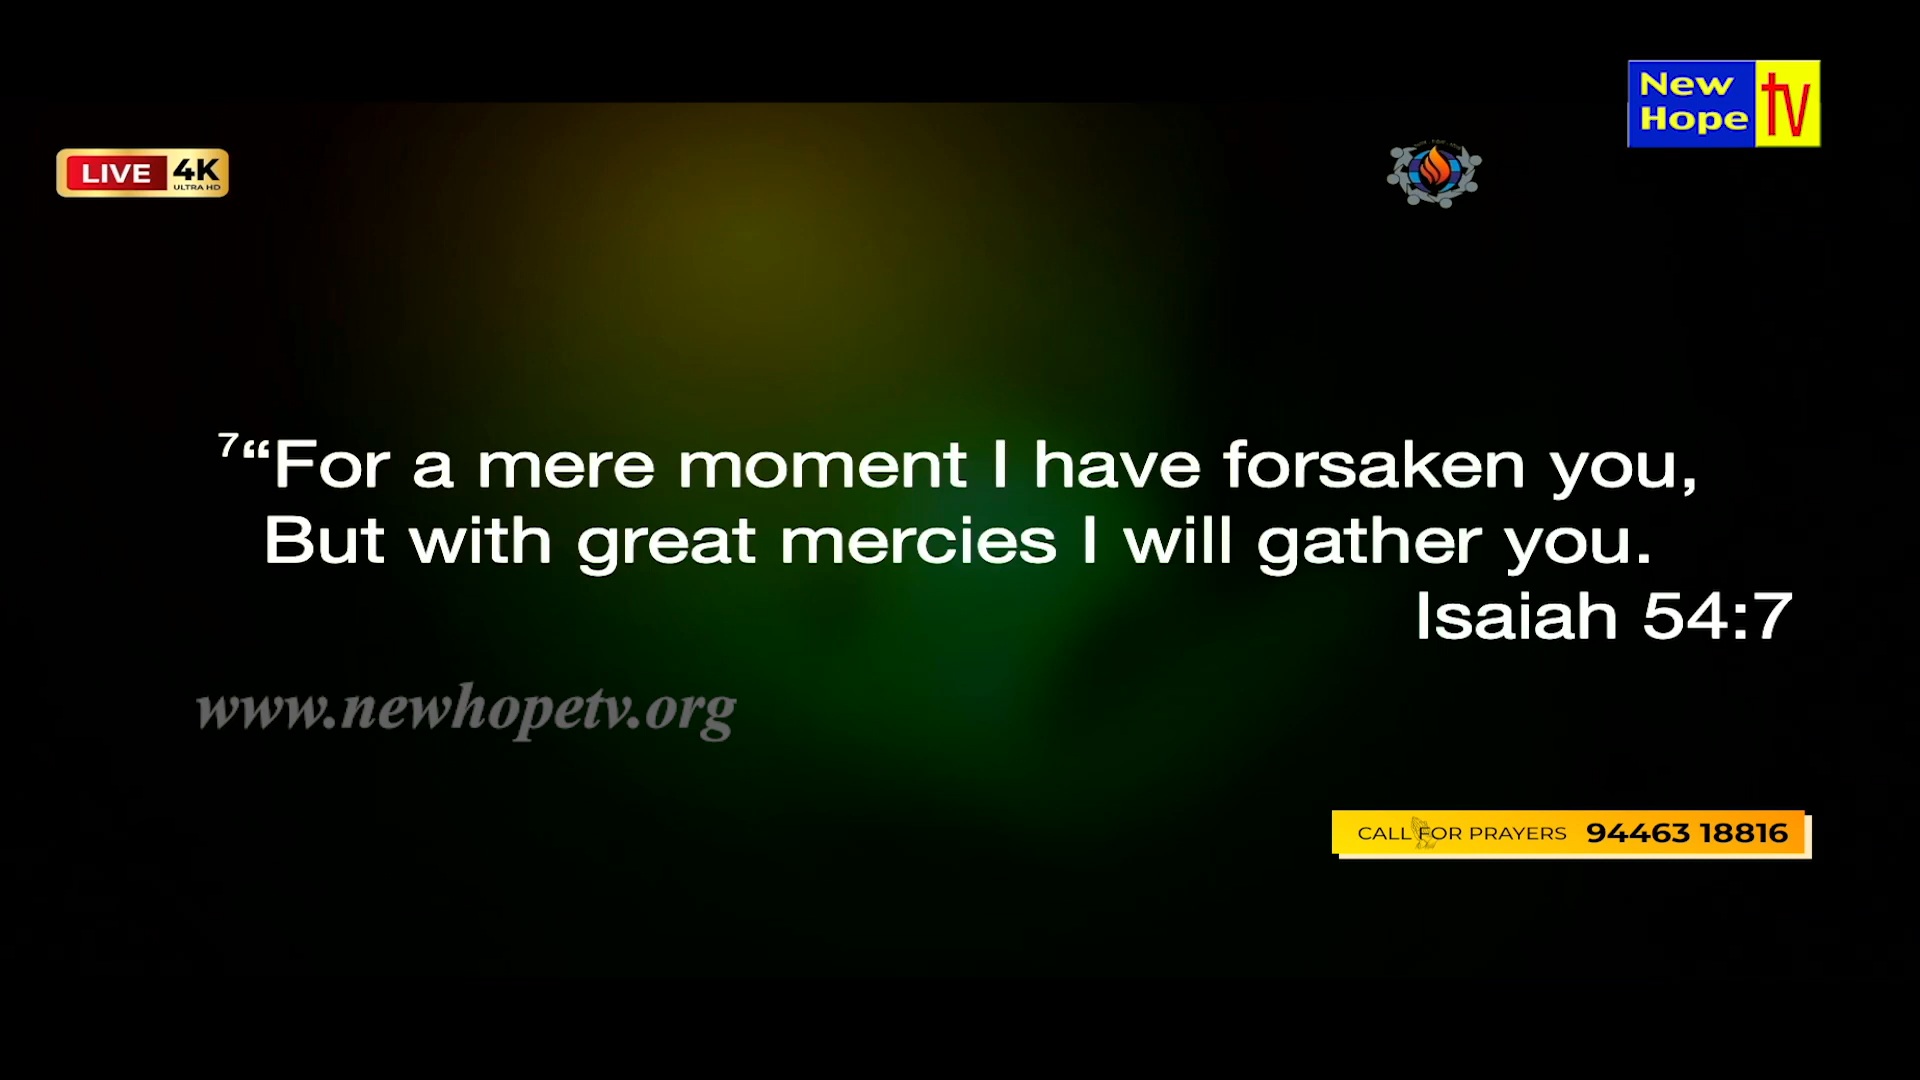 New
Hope
tv
LIVE 4K
ULTRA HD
7“For a mere moment I have forsaken you,
But with great mercies I will gather you.
Isaiah 54:7
www.newhopetv.org
CALL FOR PRAYERS 94463 18816